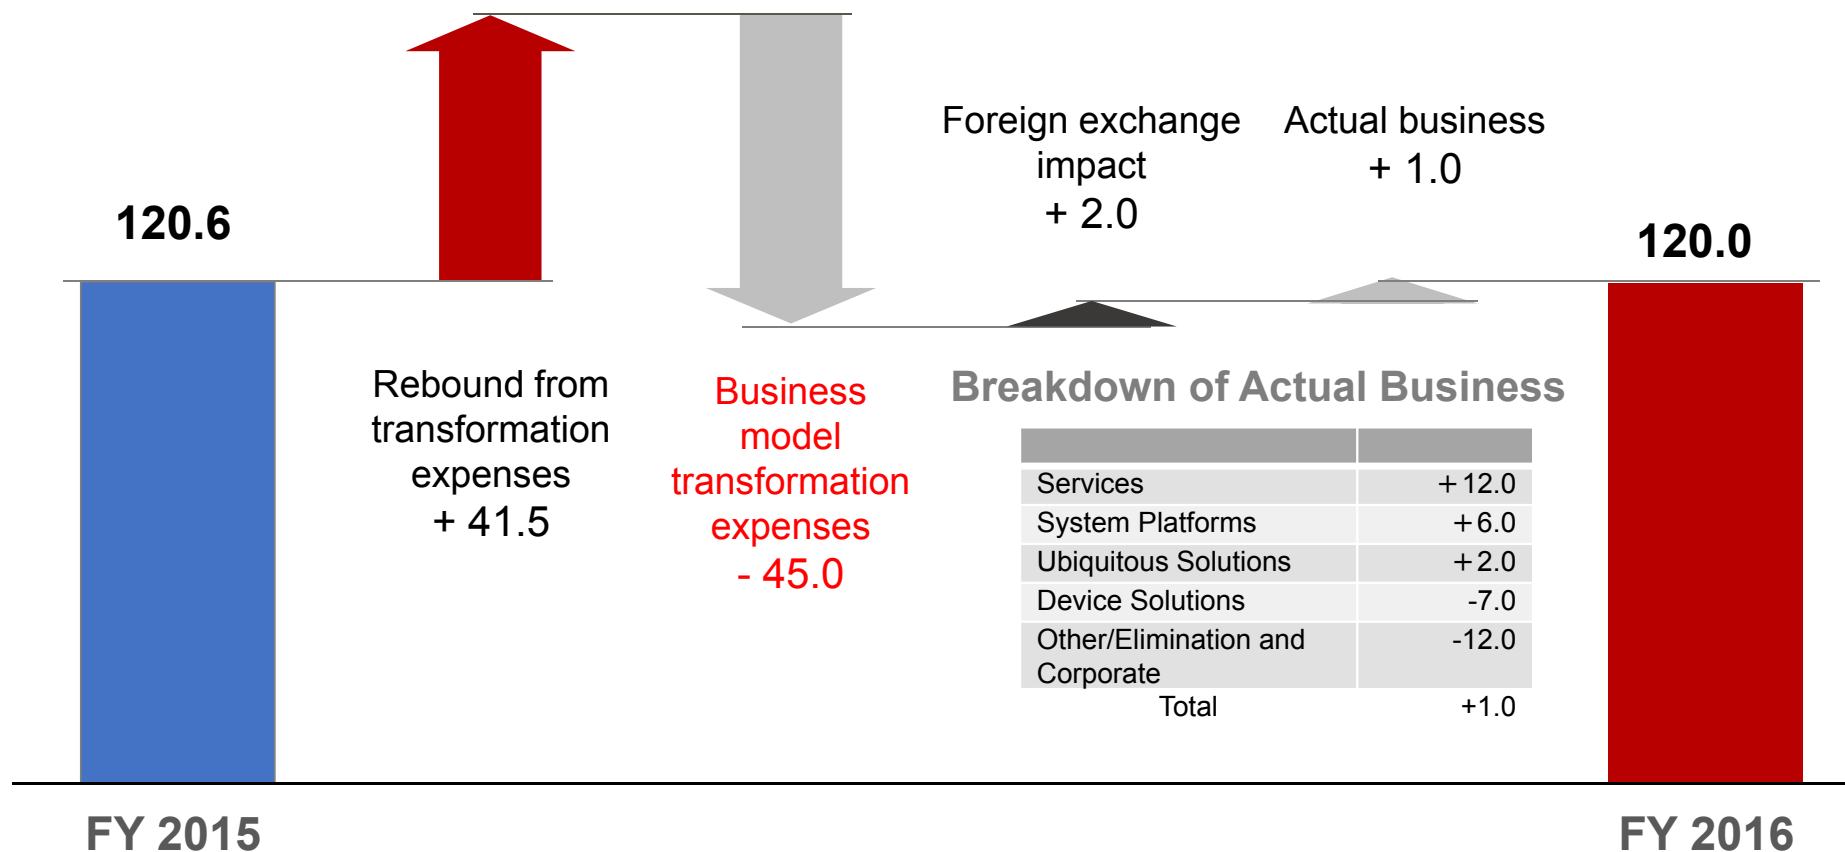 120.6
Rebound from
transformation
expenses
+ 41.5
Business
model
transformation
expenses
- 45.0
Foreign exchange
impact
+ 2.0
Actual business
+ 1.0
120.0
Breakdown of Actual Business
Services +12.0
System Platforms +6.0
Ubiquitous Solutions +2.0
Device Solutions -7.0
Other/Elimination and -12.0
Corporate
Total +1.0
FY 2015
FY 2016